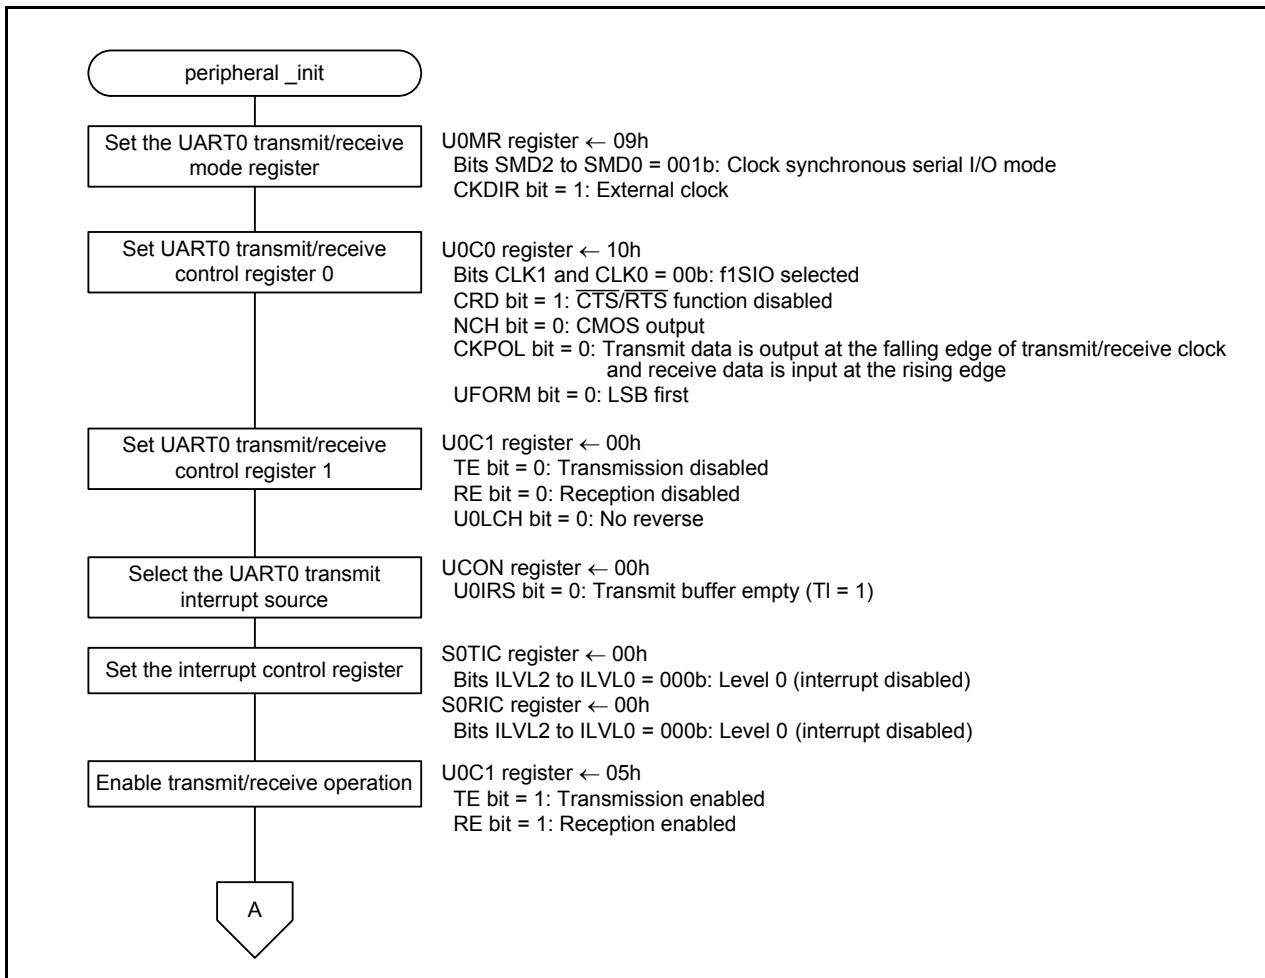 peripheral _init
Set the UART0 transmit/receive
mode register
U0MR register ← 09h
Bits SMD2 to SMD0 = 001b: Clock synchronous serial I/O mode
CKDIR bit = 1: External clock
Set UART0 transmit/receive
control register 0
U0C0 register ← 10h
Bits CLK1 and CLK0 = 00b: f1SIO selected
CRD bit = 1: CTS/RTS function disabled
NCH bit = 0: CMOS output
CKPOL bit = 0: Transmit data is output at the falling edge of transmit/receive clock
and receive data is input at the rising edge
UFORM bit = 0: LSB first
Set UART0 transmit/receive
control register 1
U0C1 register ← 00h
TE bit = 0: Transmission disabled
RE bit = 0: Reception disabled
U0LCH bit = 0: No reverse
Select the UART0 transmit
interrupt source
UCON register ← 00h
U0IRS bit = 0: Transmit buffer empty (TI = 1)
Set the interrupt control register
S0TIC register ← 00h
Bits ILVL2 to ILVL0 = 000b: Level 0 (interrupt disabled)
S0RIC register ← 00h
Bits ILVL2 to ILVL0 = 000b: Level 0 (interrupt disabled)
Enable transmit/receive operation
U0C1 register ← 05h
TE bit = 1: Transmission enabled
RE bit = 1: Reception enabled
A